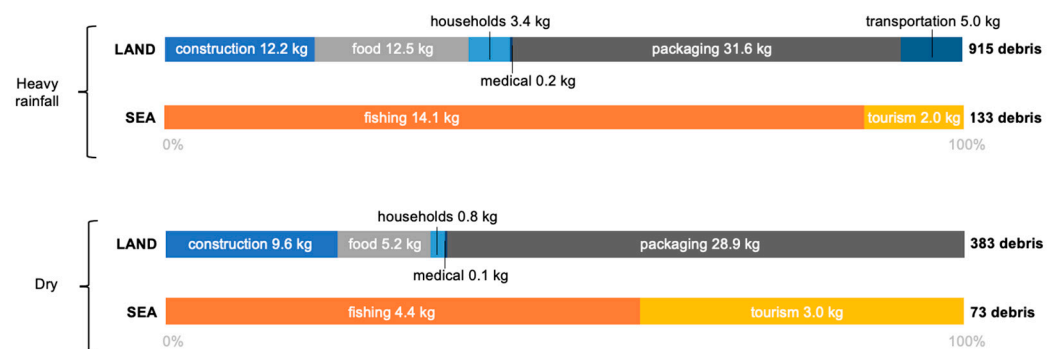 households 3.4 kg
transportation 5.0 kg
LAND
construction 12.2 kg
food 12.5 kg
packaging 31.6 kg
915 debris
medical 0.2 kg
Heavy
rainfall
SEA
fishing 14.1 kg
tourism 2.0 kg
133 debris
0%
100%
households 0.8 kg
LAND
construction 9.6 kg
food 5.2 kg
packaging 28.9 kg
383 debris
medical 0.1 kg
Dry
SEA
fishing 4.4 kg
tourism 3.0 kg
73 debris
0%
100%